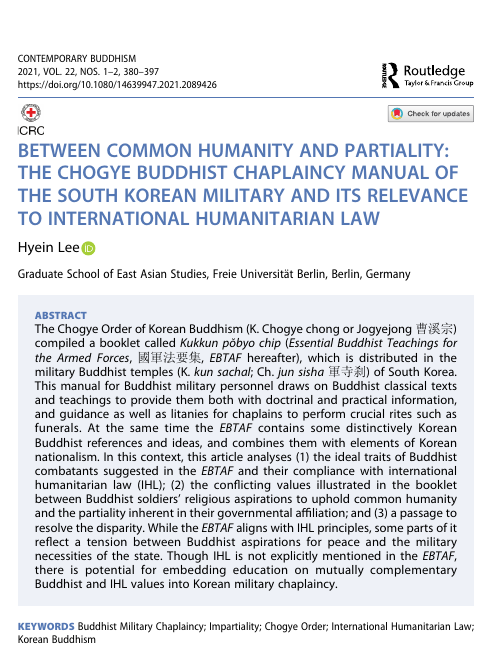 CONTEMPORARY BUDDHISM
2021, VOL. 22, NOS. 1–2, 380–397
https://doi.org/10.1080/14639947.2021.2089426
ROUTLEDGE
Routledge
Taylor & Francis Group
ICRC
Check for updates
BETWEEN COMMON HUMANITY AND PARTIALITY:
THE CHOGYE BUDDHIST CHAPLAINCY MANUAL OF
THE SOUTH KOREAN MILITARY AND ITS RELEVANCE
TO INTERNATIONAL HUMANITARIAN LAW
Hyein Lee iD
Graduate School of East Asian Studies, Freie Universität Berlin, Berlin, Germany
ABSTRACT
The Chogye Order of Korean Buddhism (K. Chogye chong or Jogyejong 曹溪宗)
compiled a booklet called Kukkun pŏbyo chip (Essential Buddhist Teachings for
the Armed Forces, 國軍法要集, EBTAF hereafter), which is distributed in the
military Buddhist temples (K. kun sachal; Ch. jun sisha 軍寺刹) of South Korea.
This manual for Buddhist military personnel draws on Buddhist classical texts
and teachings to provide them both with doctrinal and practical information,
and guidance as well as litanies for chaplains to perform crucial rites such as
funerals. At the same time the EBTAF contains some distinctively Korean
Buddhist references and ideas, and combines them with elements of Korean
nationalism. In this context, this article analyses (1) the ideal traits of Buddhist
combatants suggested in the EBTAF and their compliance with international
humanitarian law (IHL); (2) the conflicting values illustrated in the booklet
between Buddhist soldiers' religious aspirations to uphold common humanity
and the partiality inherent in their governmental affiliation; and (3) a passage to
resolve the disparity. While the EBTAF aligns with IHL principles, some parts of it
reflect a tension between Buddhist aspirations for peace and the military
necessities of the state. Though IHL is not explicitly mentioned in the EBTAF,
there is potential for embedding education on mutually complementary
Buddhist and IHL values into Korean military chaplaincy.
KEYWORDS Buddhist Military Chaplaincy; Impartiality; Chogye Order; International Humanitarian Law;
Korean Buddhism